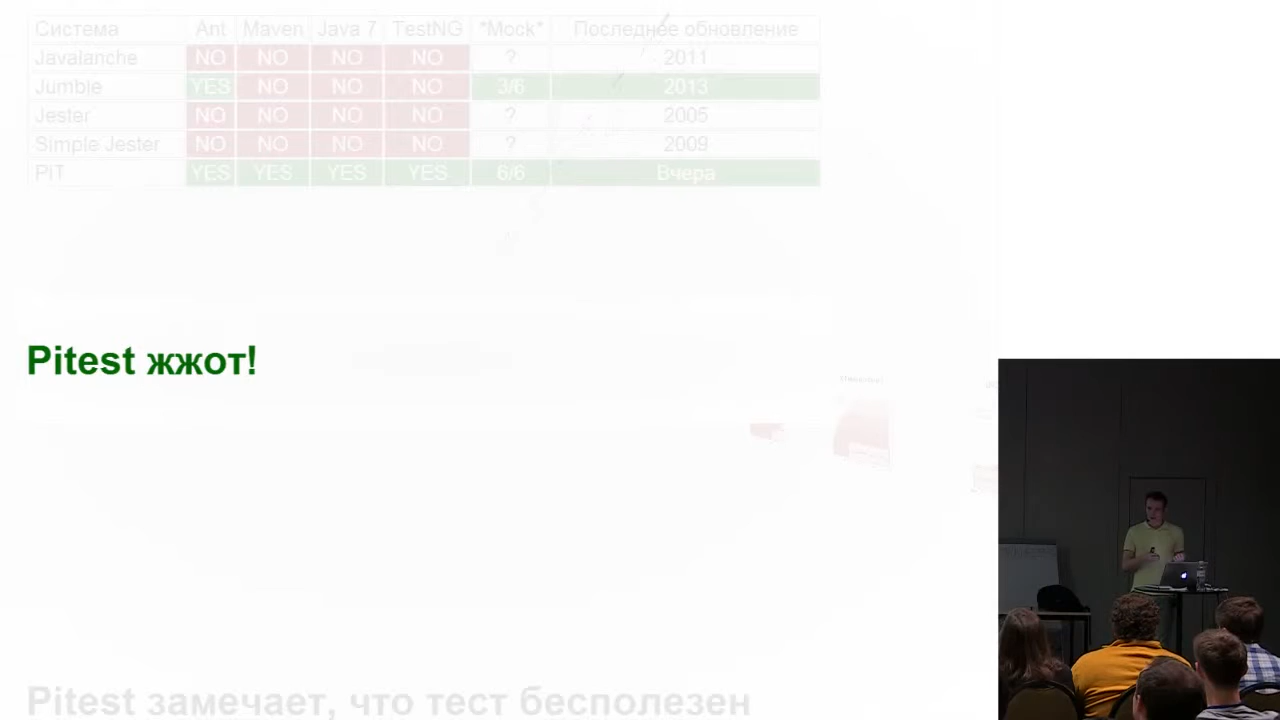 Система Ant Maven Java 7 TestNG *Mock* Последнее обновление
Javalanche NO NO NO NO ? 2011
Jumble YES NO NO NO 3/6 2013
Jester NO NO NO NO ? 2005
Simple Jester NO NO NO NO ? 2009
PIT YES YES YES YES 6/6 Вчера
Pitest жжот!
Pitest замечает, что тест бесполезен